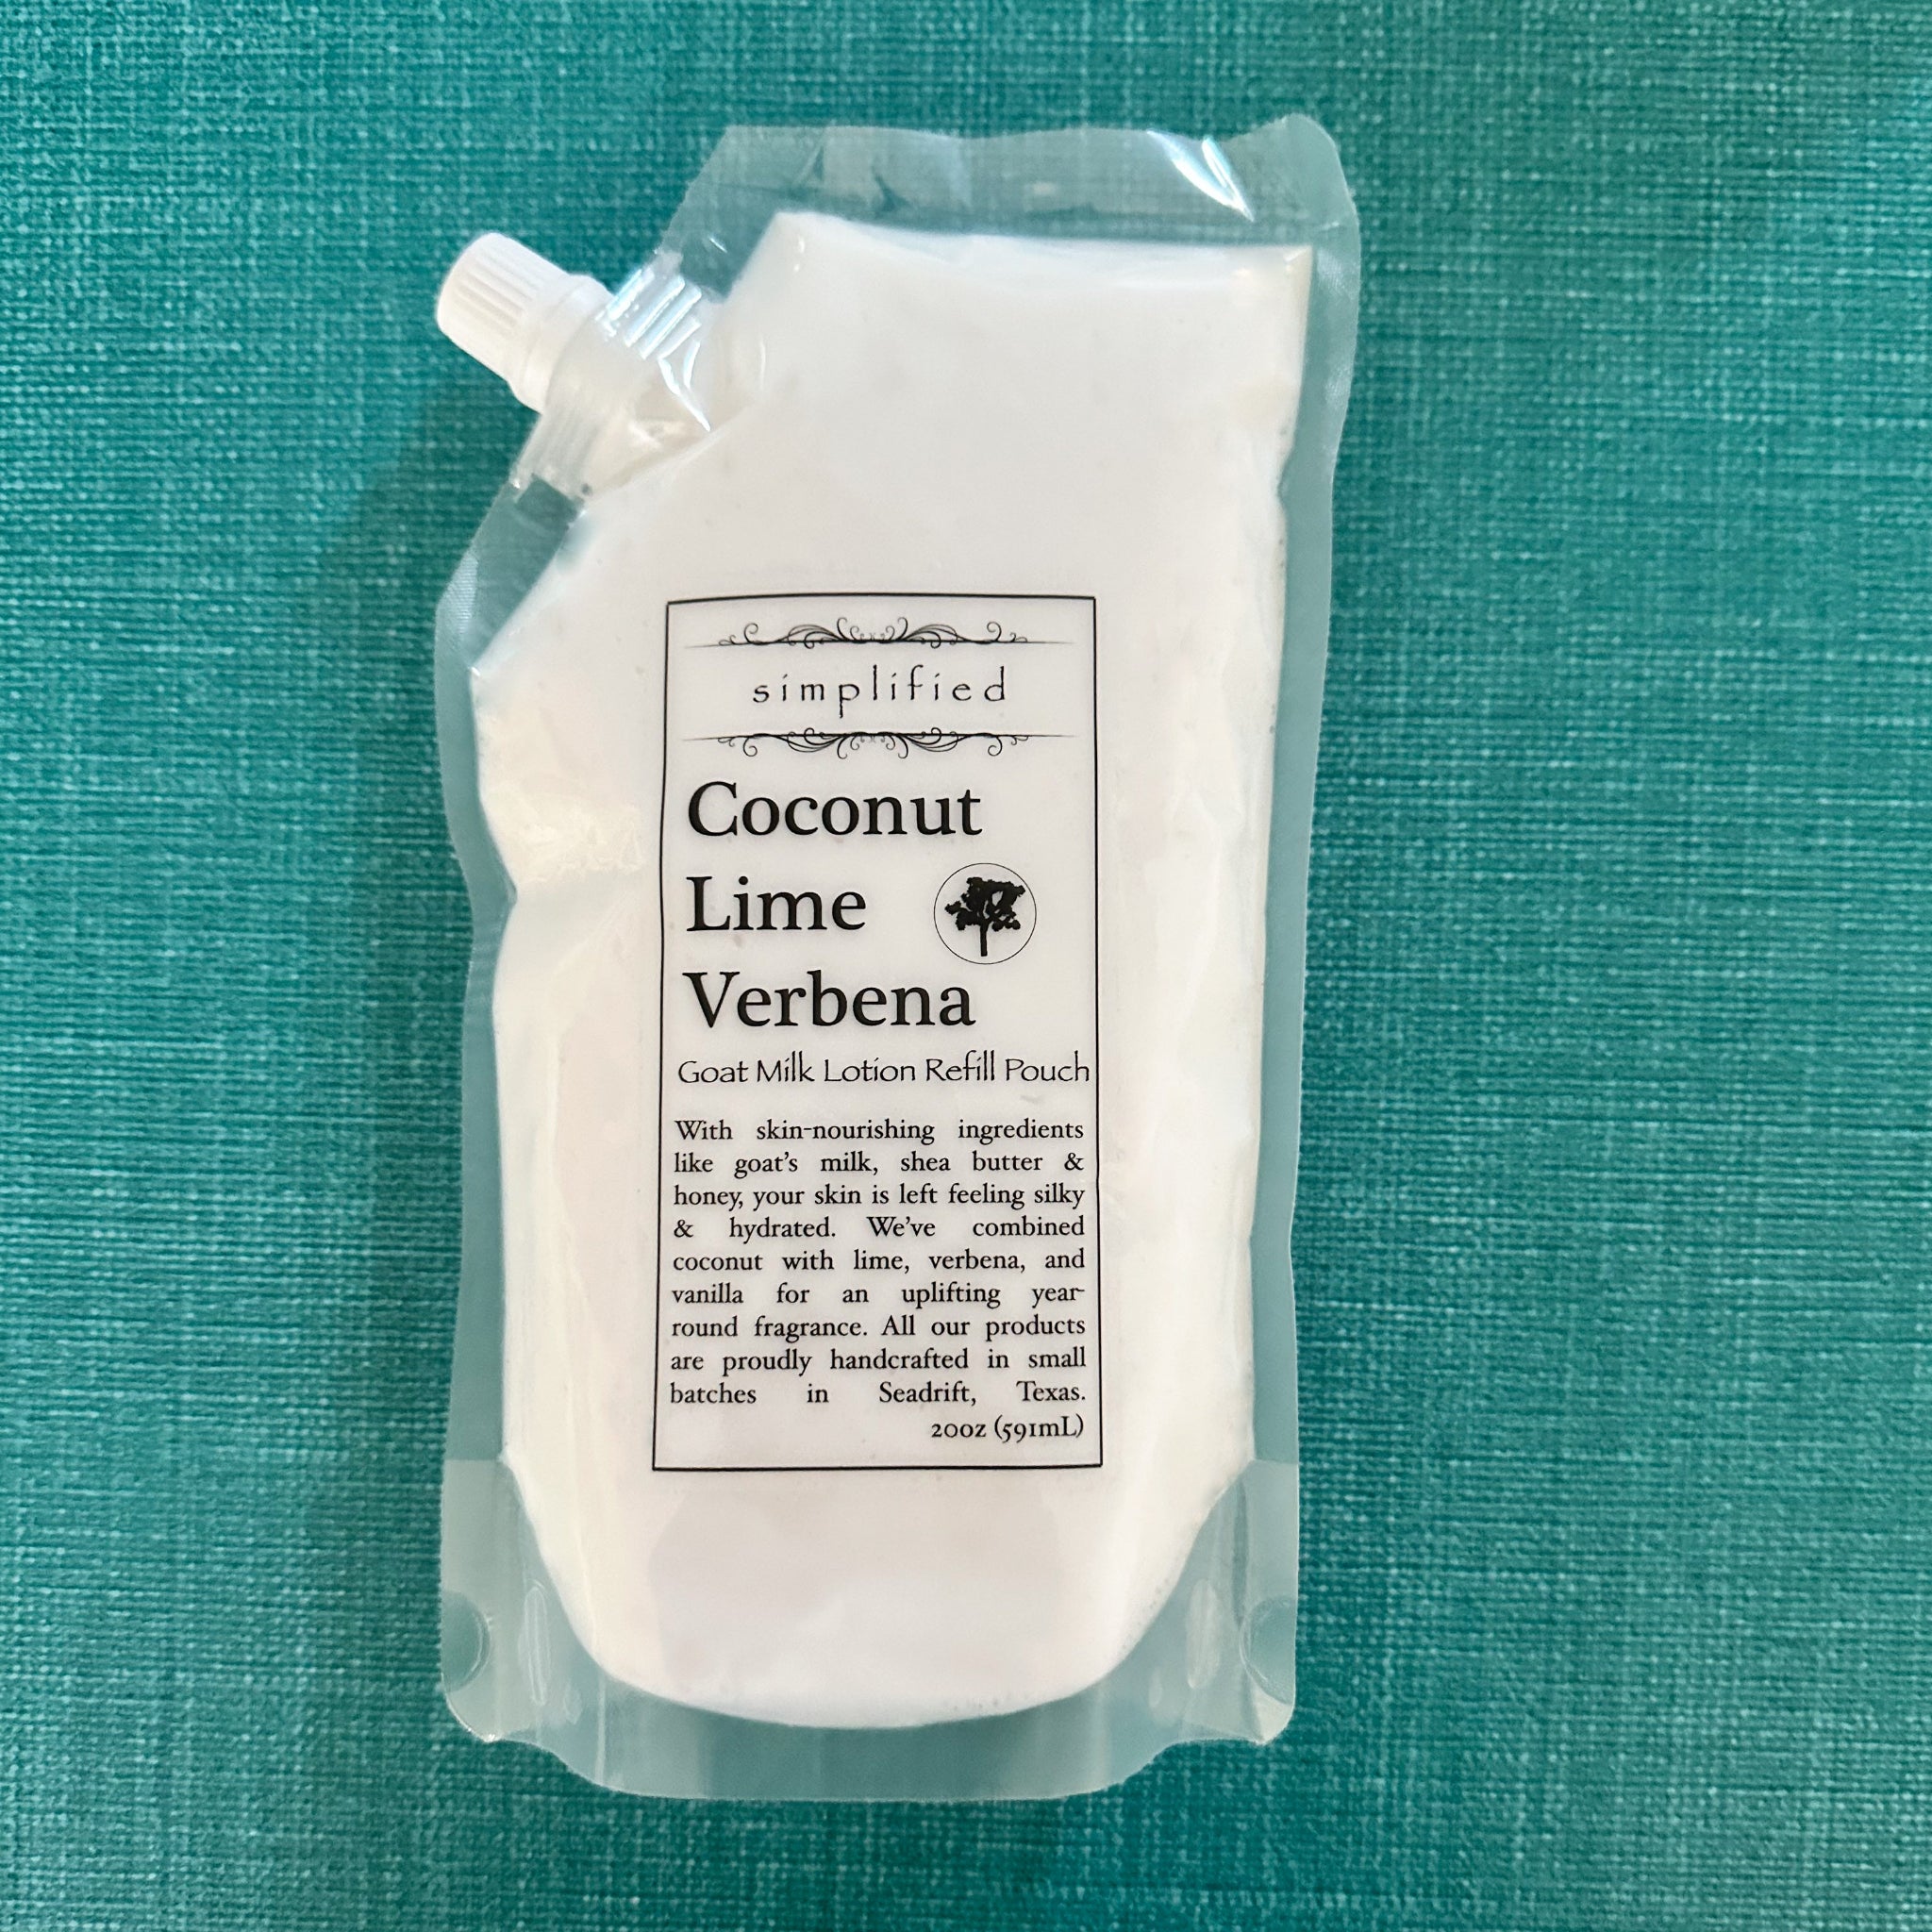 simplified
Coconut
Lime
Verbena
Goat Milk Lotion Refill Pouch
With skin-nourishing ingredients
like goat's milk, shea butter &
honey, your skin is left feeling silky
& hydrated. We've combined
coconut with lime, verbena, and
vanilla for an uplifting year-
round fragrance. All our products
are proudly handcrafted in small
batches in Seadrift, Texas.
20oz (591mL)